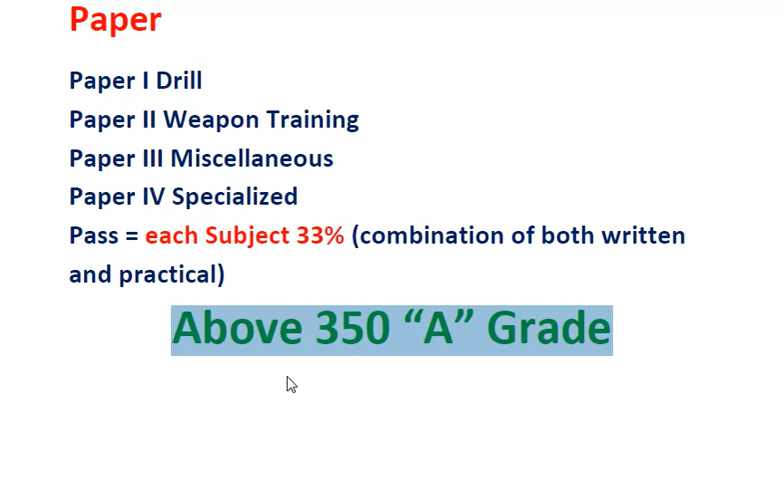 Paper
Paper I Drill
Paper II Weapon Training
Paper III Miscellaneous
Paper IV Specialized
Pass = each Subject 33% (combination of both written
and practical)
Above 350 “A” Grade